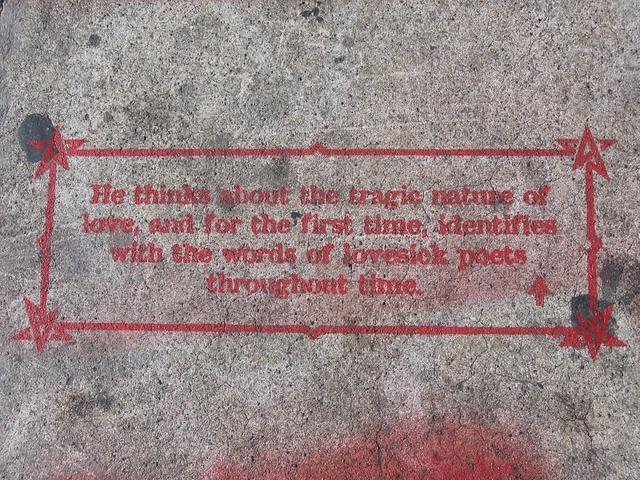 He thinks about the tragic nature of
love, and for the first time, identifies
with the words of lovesick poets
throughout time.